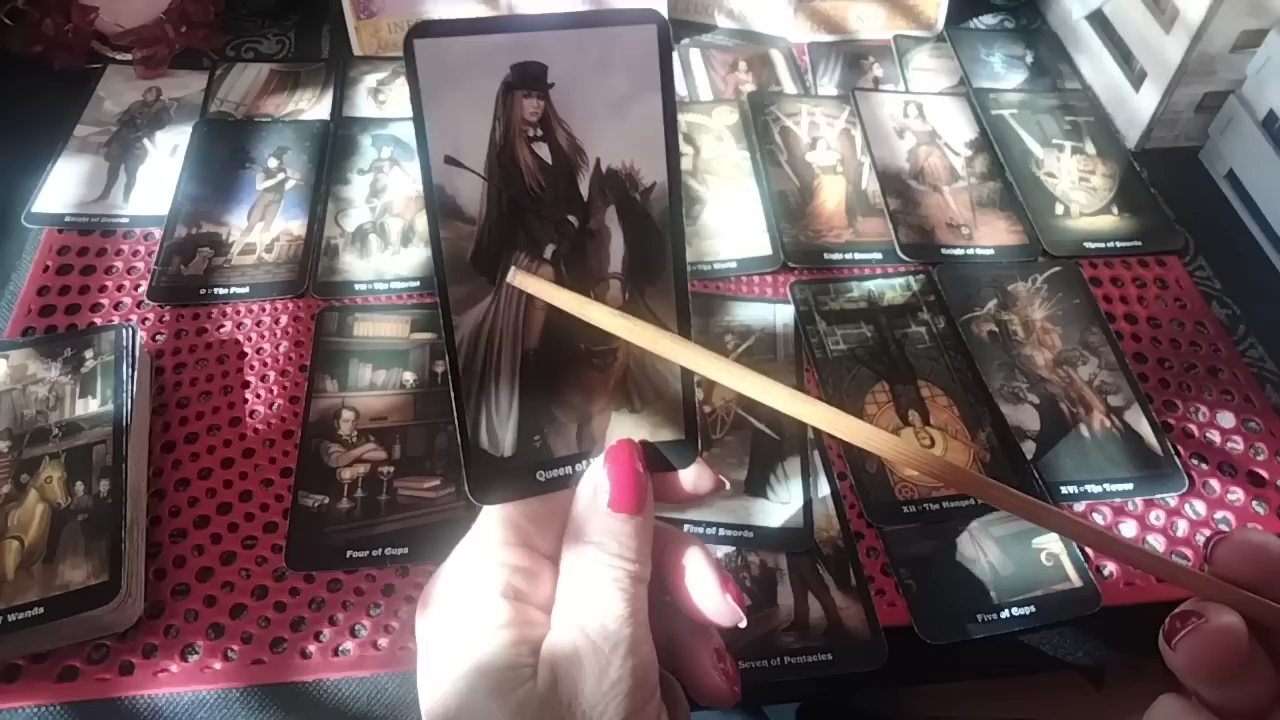 Knight of Swords
0 • The Fool
VII • The Chariot
The World
Eight of Swords
Knight of Cups
Three of Swords
Queen of
Four of Cups
Five of Swords
XII • The Hanged
XVI • The Tower
Wands
Five of Cups
Seven of Pentacles